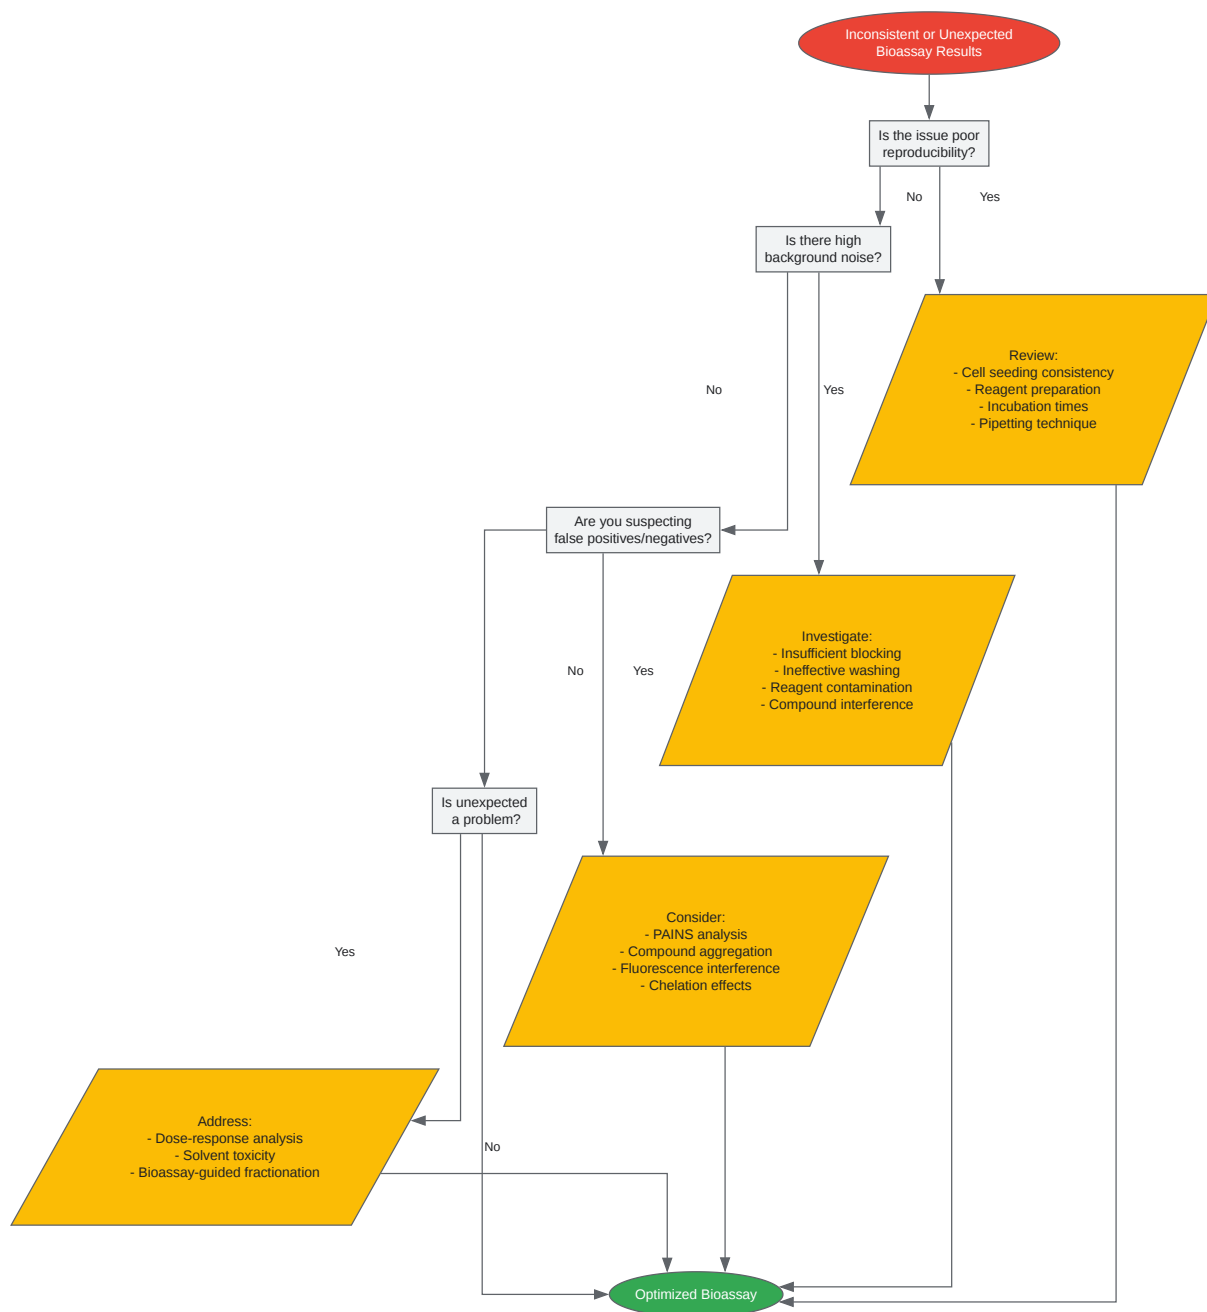 Inconsistent or Unexpected
Bioassay Results
Is the issue poor
reproducibility?
No
Yes
Is there high
background noise?
Review:
- Cell seeding consistency
- Reagent preparation
- Incubation times
- Pipetting technique
No
Yes
Are you suspecting
false positives/negatives?
Investigate:
- Insufficient blocking
- Ineffective washing
- Reagent contamination
- Compound interference
No
Yes
Is unexpected
a problem?
Consider:
- PAINS analysis
- Compound aggregation
- Fluorescence interference
- Chelation effects
Yes
Address:
- Dose-response analysis
- Solvent toxicity
- Bioassay-guided fractionation
No
Optimized Bioassay